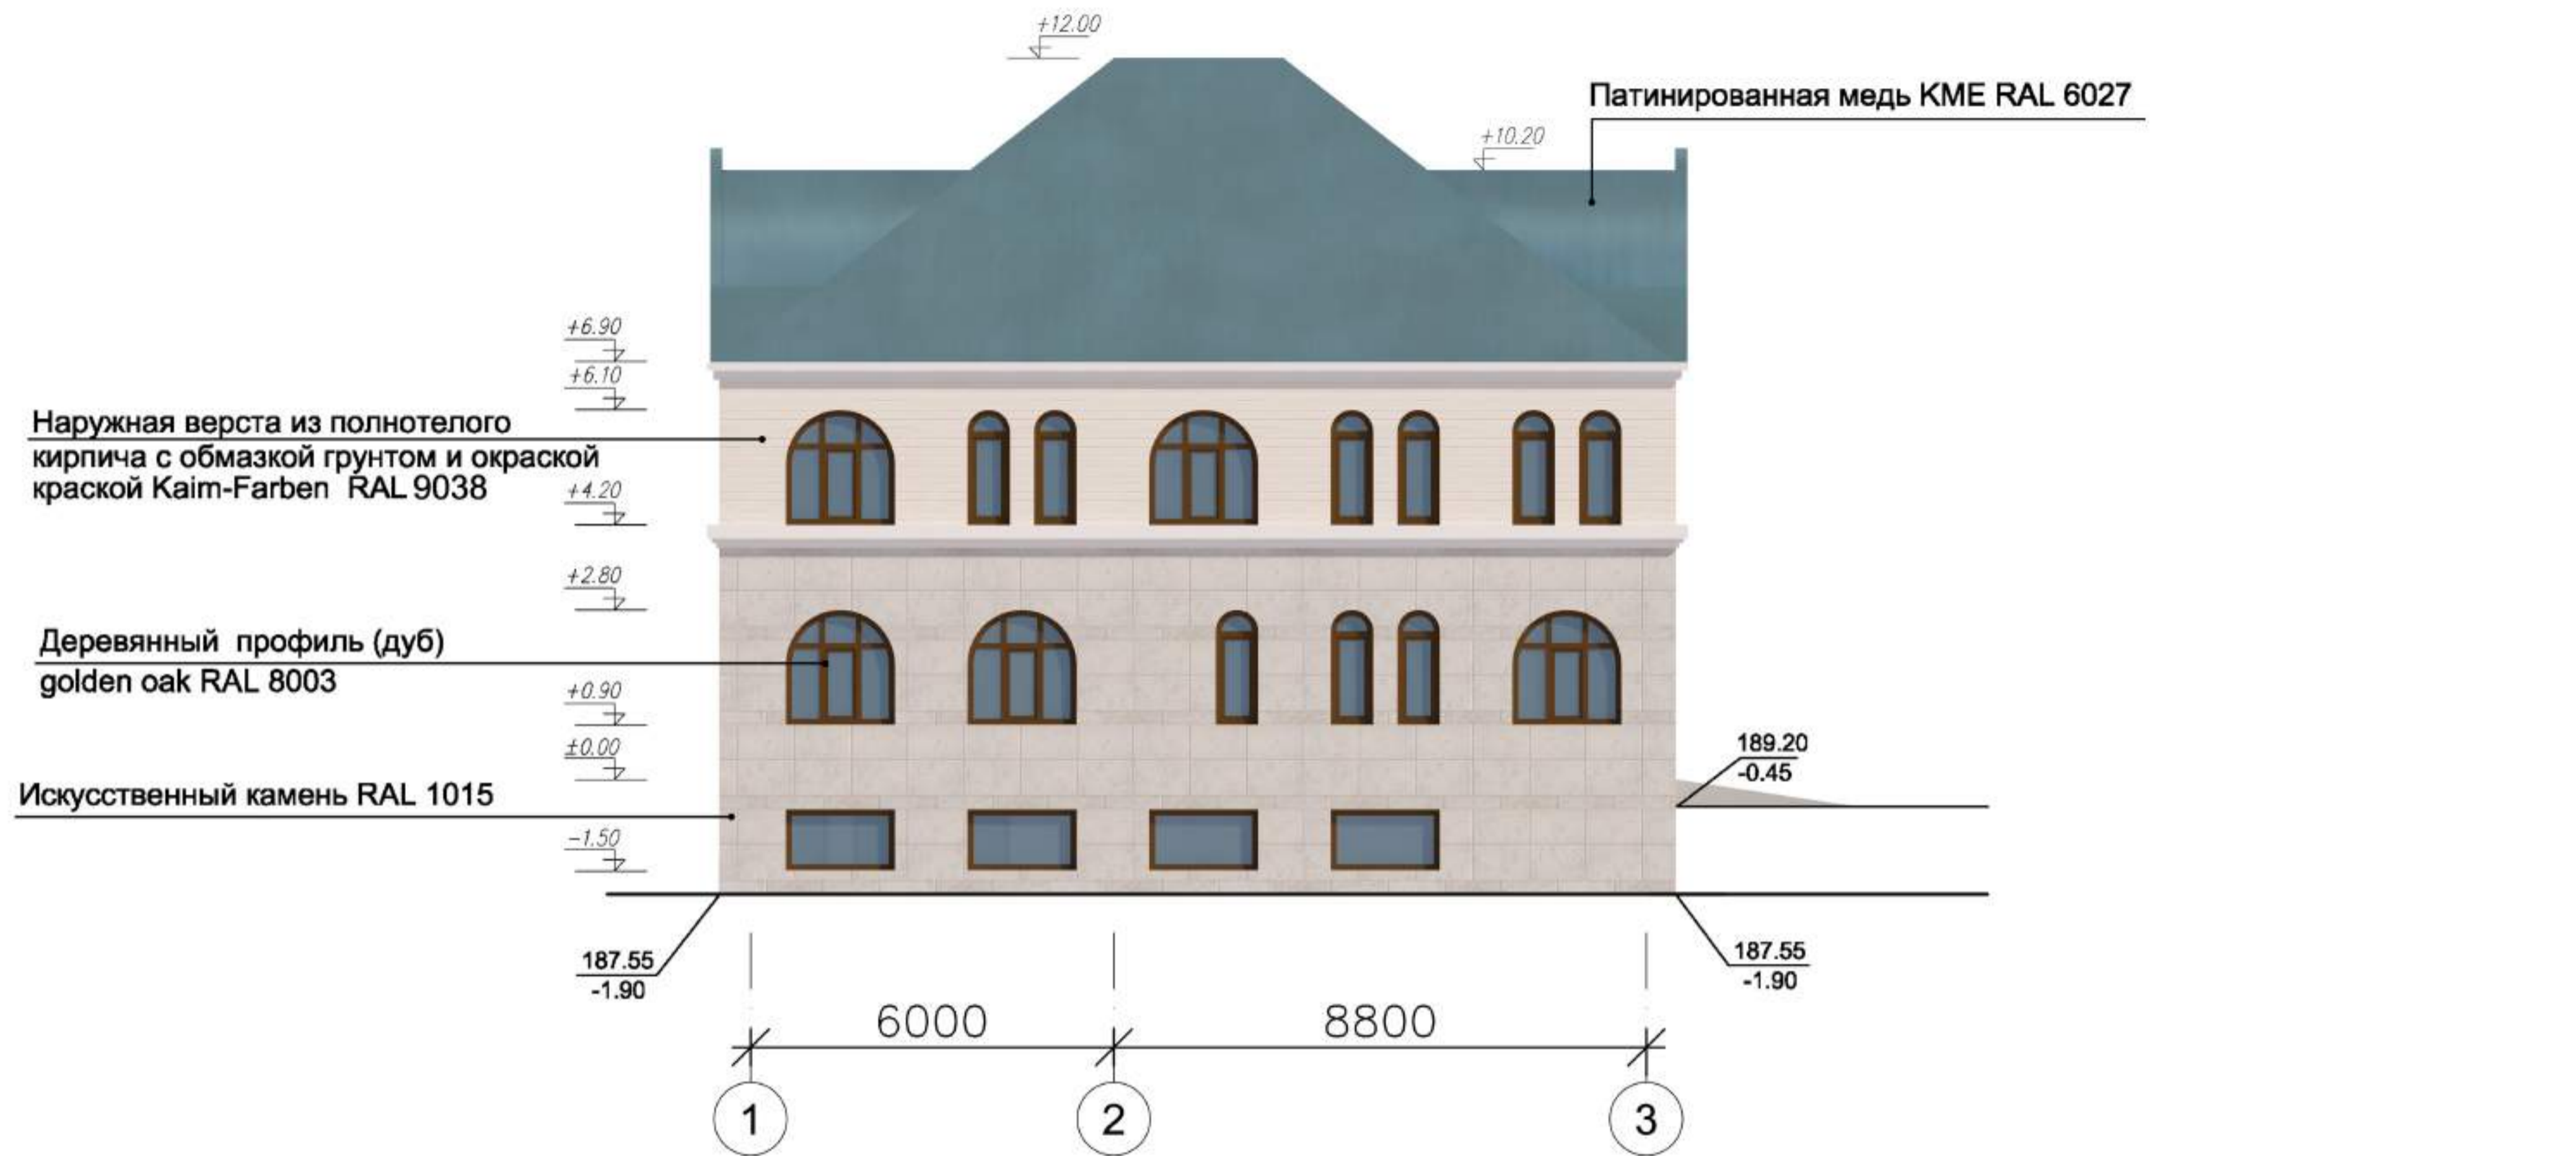 +12.00
Патинированная медь KME RAL 6027
+10.20
+6.90
+6.10
Наружная верста из полнотелого
кирпича с обмазкой грунтом и окраской
краской Kaim-Farben RAL 9038
+4.20
+2.80
Деревянный профиль (дуб)
golden oak RAL 8003
+0.90
±0.00
189.20
-0.45
Искусственный камень RAL 1015
-1.50
187.55
-1.90
187.55
-1.90
6000
8800
1
2
3